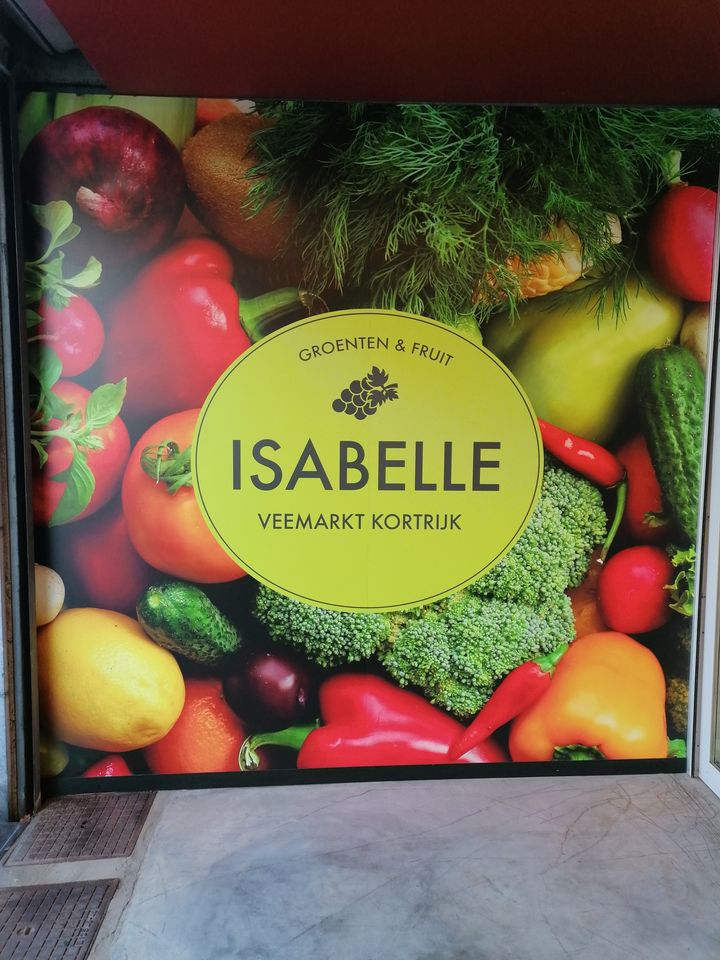 GROENTEN & FRUIT
ISABELLE
VEEMARKT KORTRIJK